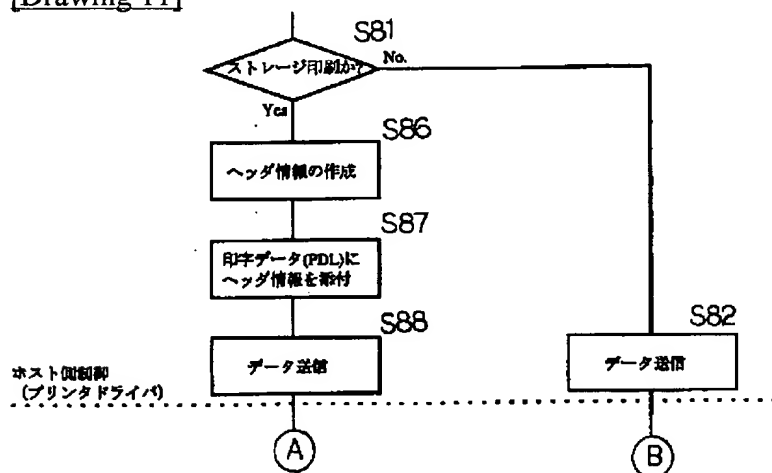 [Drawing 11]
S81
ストレージ印刷か?
No.
Yes
S86
ヘッダ情報の作成
S87
印字データ(PDL)に
ヘッダ情報を添付
S88
データ送信
S82
データ送信
ホスト側制御
(プリンタドライバ)
A
B